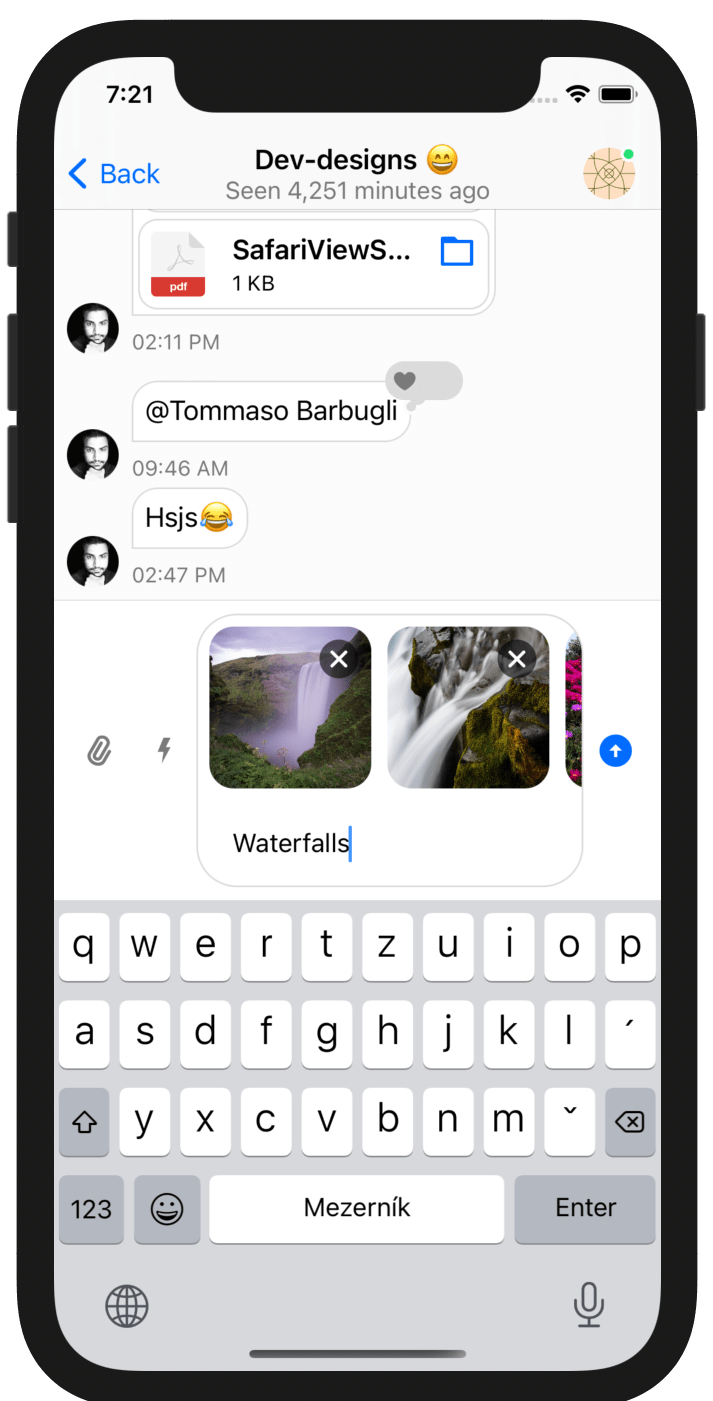 7:21
Back
Dev-designs 😄
Seen 4,251 minutes ago
SafariViewS...
pdf
1 KB
02:11 PM
@Tommaso Barbugli
09:46 AM
Hsjs😂
02:47 PM
Waterfalls
q w e r t z u i o p
a s d f g h j k l ´
y x c v b n m ˇ
123 Mezerník Enter